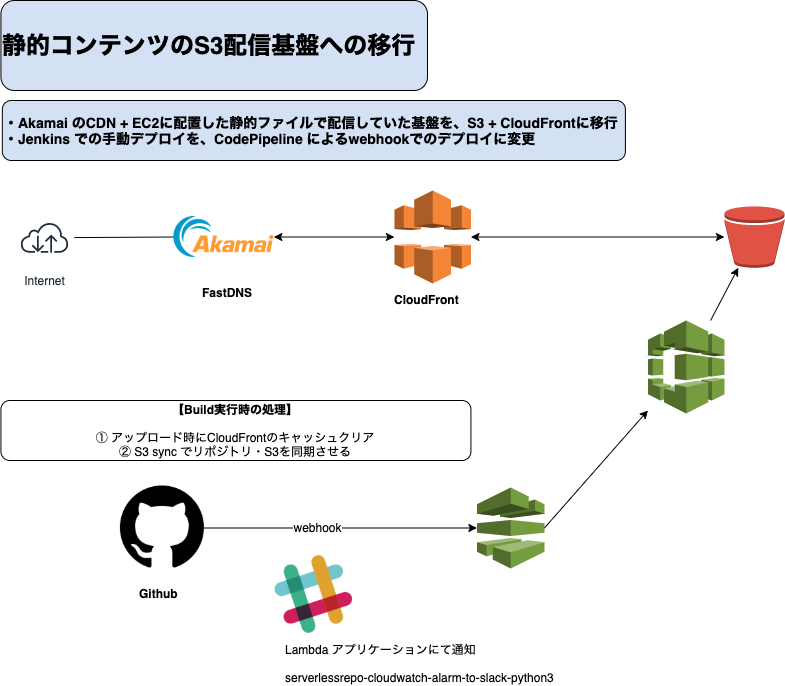 静的コンテンツのS3配信基盤への移行
・Akamai のCDN + EC2に配置した静的ファイルで配信していた基盤を、S3 + CloudFrontに移行
・Jenkins での手動デプロイを、CodePipeline によるwebhookでのデプロイに変更
Akamai
Internet
FastDNS
CloudFront
【Build実行時の処理】
① アップロード時にCloudFrontのキャッシュクリア
② S3 sync でリポジトリ・S3を同期させる
webhook
Github
Lambda アプリケーションにて通知
serverlessrepo-cloudwatch-alarm-to-slack-python3